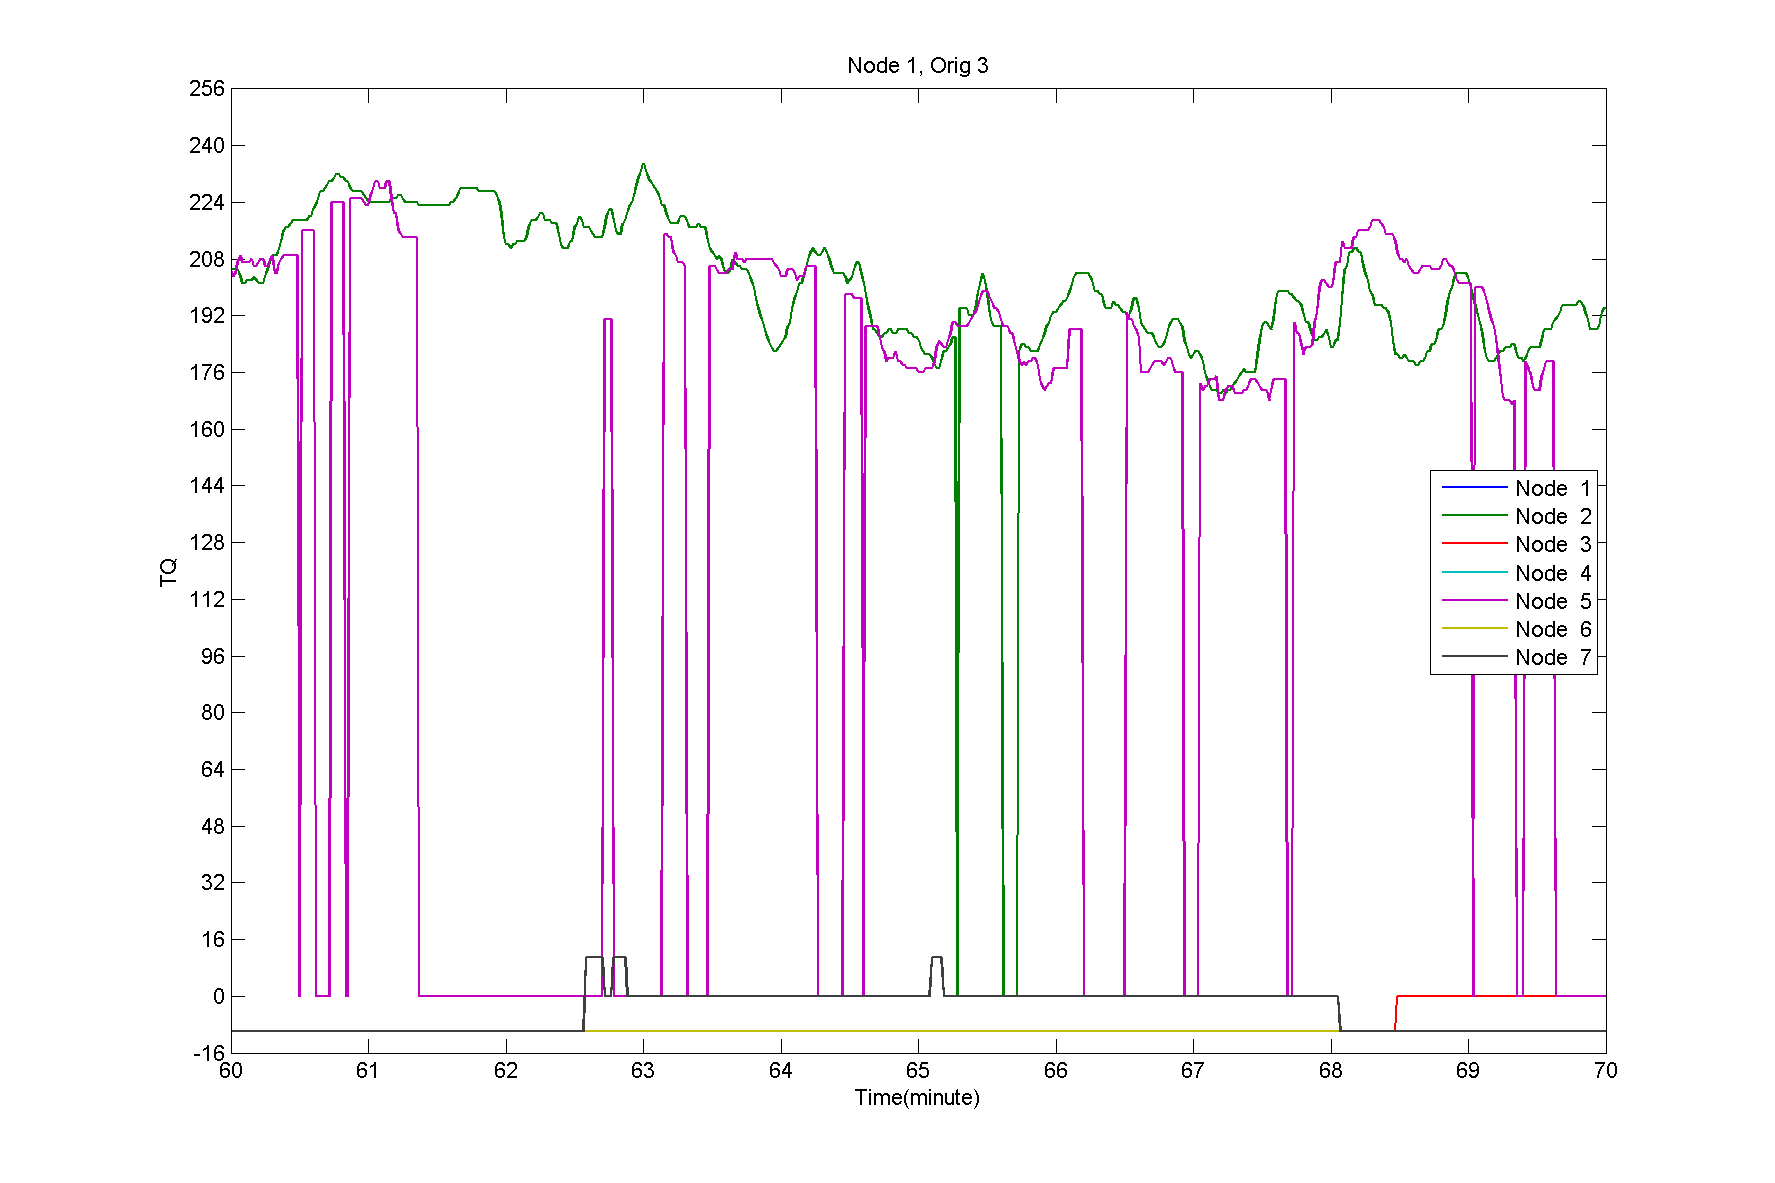 Node 1, Orig 3
256
240
224
208
192
176
160
144
128
112
96
80
64
48
32
16
0
-16
TQ
Node 1
Node 2
Node 3
Node 4
Node 5
Node 6
Node 7
60 61 62 63 64 65 66 67 68 69 70
Time(minute)